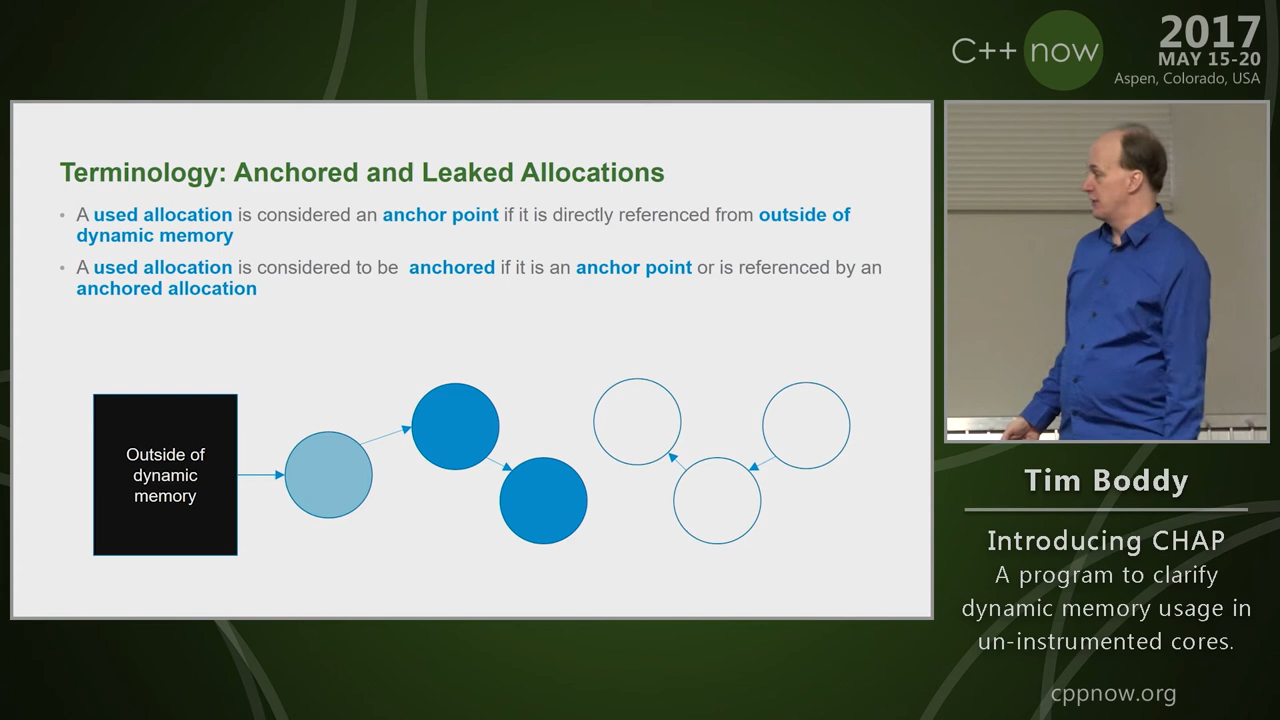 C++ now
2017
MAY 15-20
Aspen, Colorado, USA
Terminology: Anchored and Leaked Allocations
• A used allocation is considered an anchor point if it is directly referenced from outside of
dynamic memory
• A used allocation is considered to be anchored if it is an anchor point or is referenced by an
anchored allocation
Outside of
dynamic
memory
Tim Boddy
Introducing CHAP
A program to clarify
dynamic memory usage in
un-instrumented cores.
cppnow.org